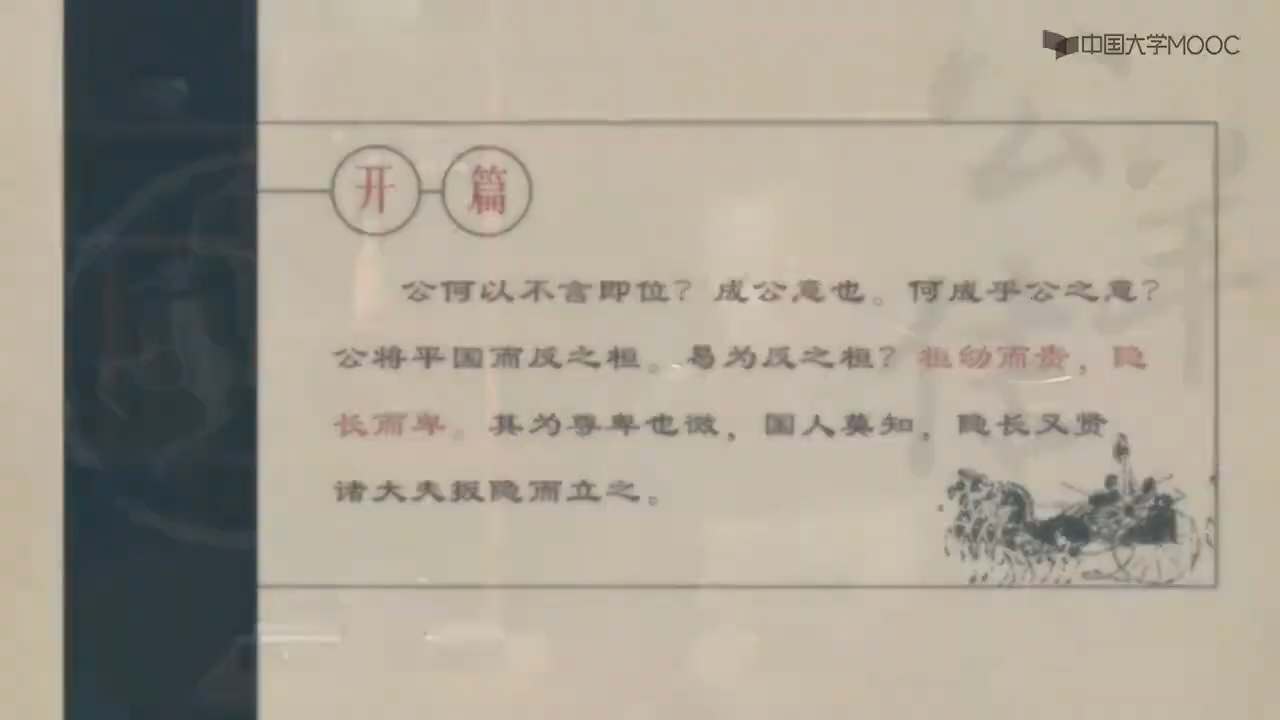 中国大学MOOC
开篇
公何以不言即位？成公意也。何成乎公之意？
公将平国而反之桓。曷为反之桓？桓幼而贵，隐
长而卑。其为尊卑也微，国人莫知，隐长又贤，
诸大夫扳隐而立之。